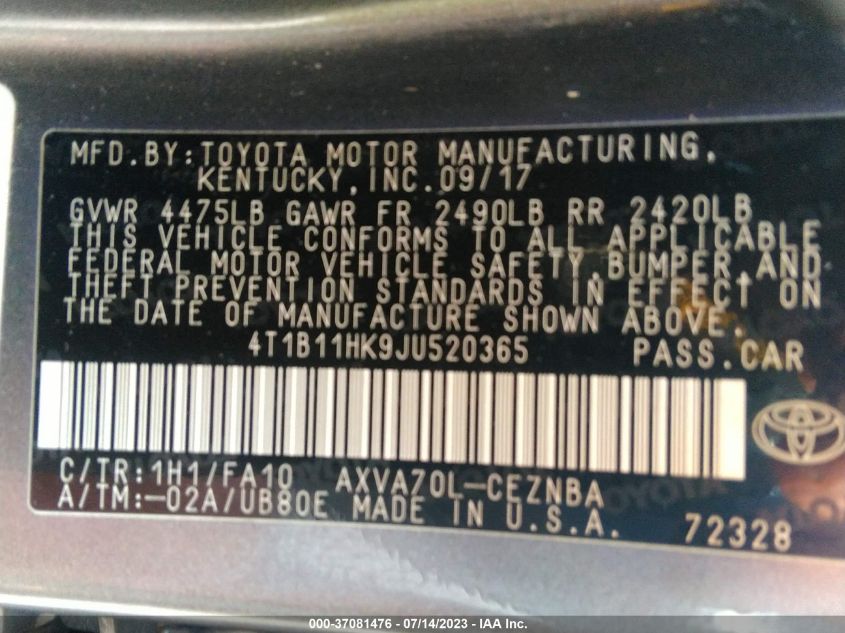 MFD.BY:TOYOTA MOTOR MANUFACTURING,
KENTUCKY,INC.09/17
GVWR 4475LB GAWR FR 2490LB RR 2420LB
THIS VEHICLE CONFORMS TO ALL APPLICABLE
FEDERAL MOTOR VEHICLE SAFETY,BUMPER,AND
THEFT PREVENTION STANDARDS IN EFFECT ON
THE DATE OF MANUFACTURE SHOWN ABOVE.
4T1B11HK9JU520365 PASS.CAR
C/TR:1H1/FA10 AXVA70L-CEZNBA
A/TM:-02A/UB80E MADE IN U.S.A. 72328
000-37081476 - 07/14/2023 - IAA Inc.